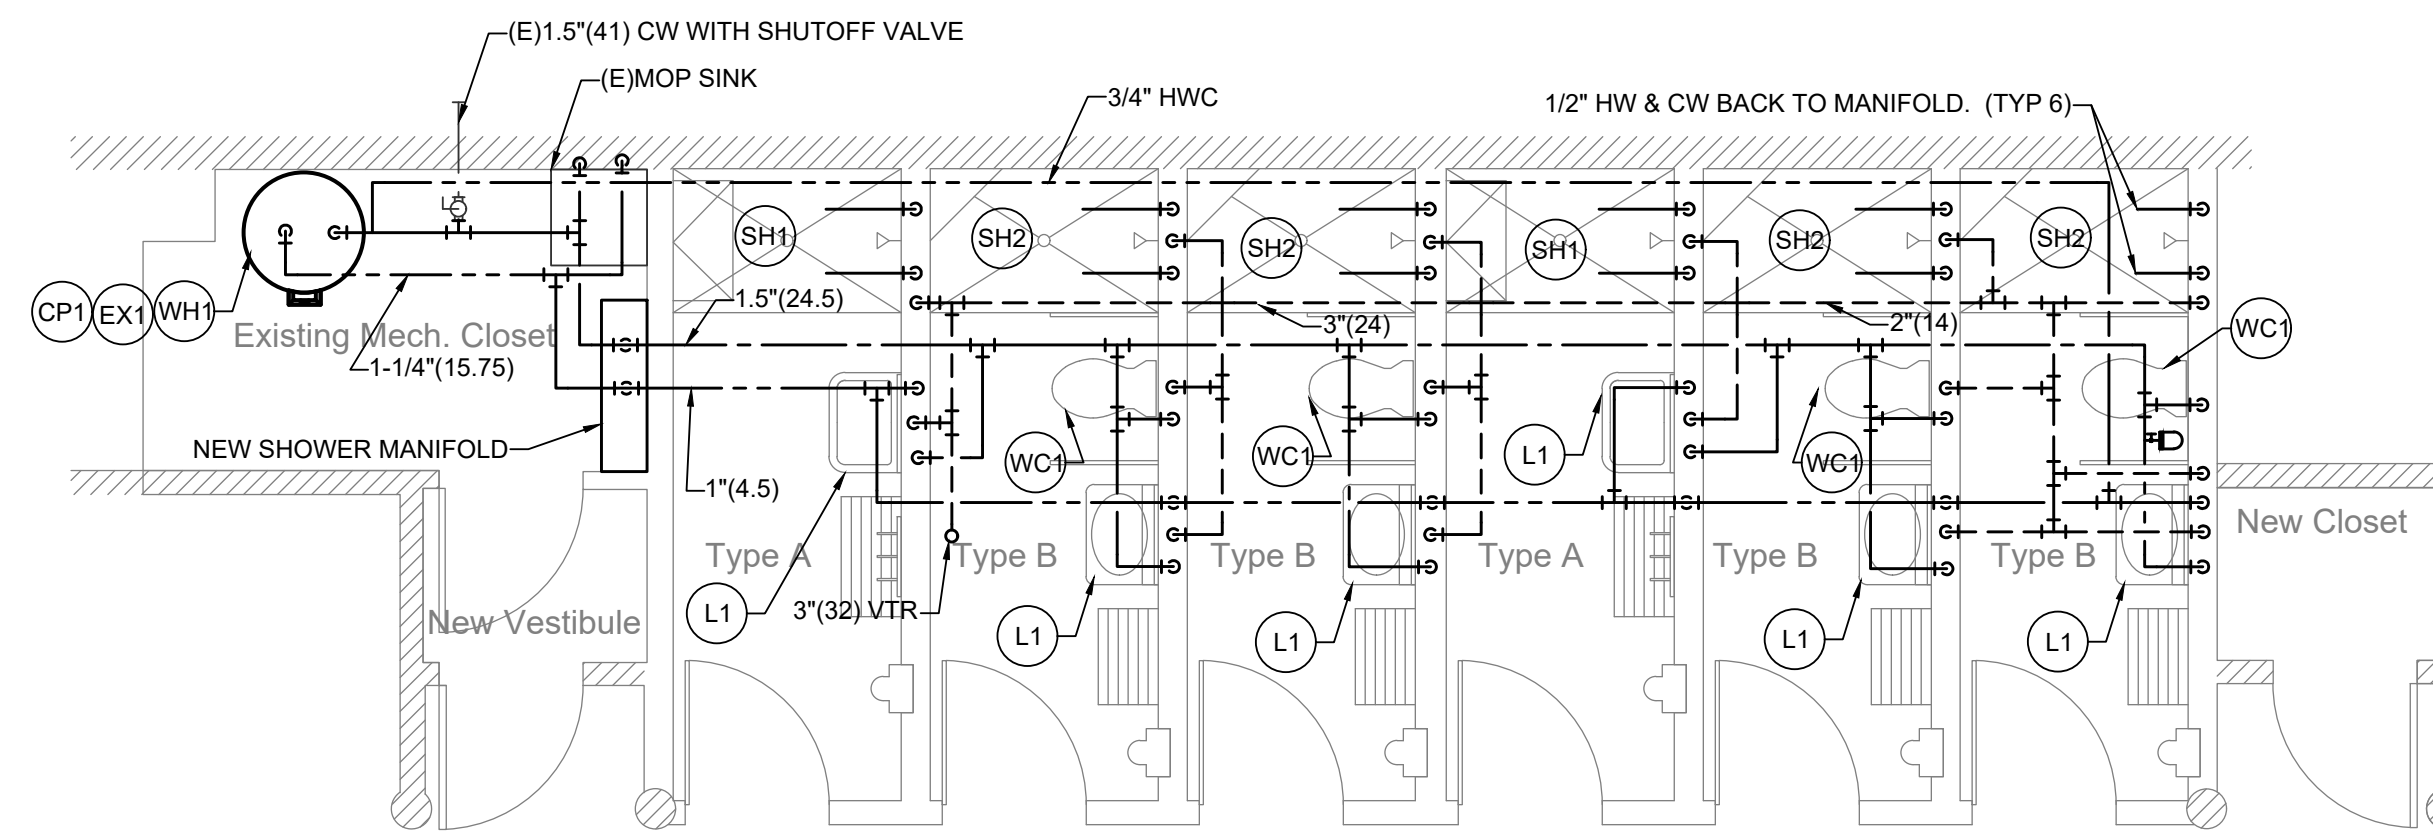 (E)1.5"(41) CW WITH SHUTOFF VALVE
(E)MOP SINK
3/4" HWC
1/2" HW & CW BACK TO MANIFOLD. (TYP 6)
SH1
SH2
SH2
SH1
SH2
SH2
CP1
EX1
WH1
Existing Mech. Closet
1.5"(24.5)
3"(24)
2"(14)
WC1
1-1/4"(15.75)
NEW SHOWER MANIFOLD
1"(4.5)
WC1
WC1
L1
WC1
Type A
Type B
Type B
Type A
Type B
Type B
New Closet
New Vestibule
L1
3"(32) VTR
L1
L1
L1
L1